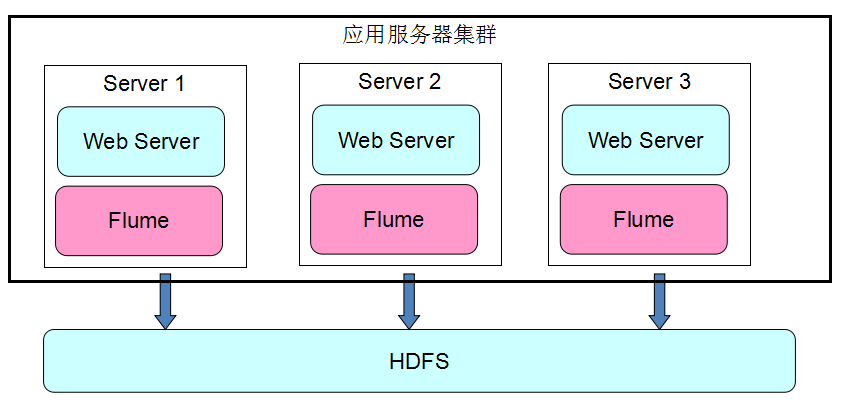 应用服务器集群
Server 1
Server 2
Server 3
Web Server
Web Server
Web Server
Flume
Flume
Flume
HDFS